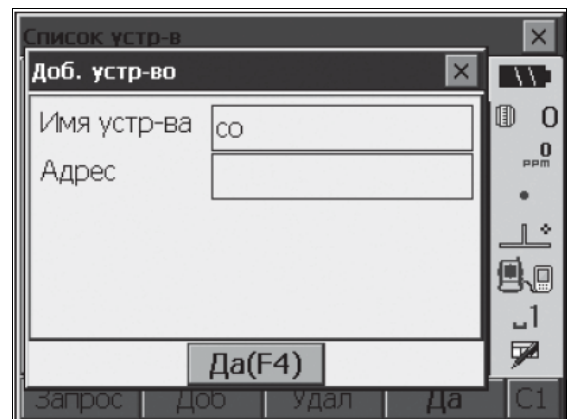 Список устр-в
Доб. устр-во
Имя устр-ва
со
Адрес
0
0
ppm
1
Да(F4)
Запрос
Доб
Удал
Да
С1